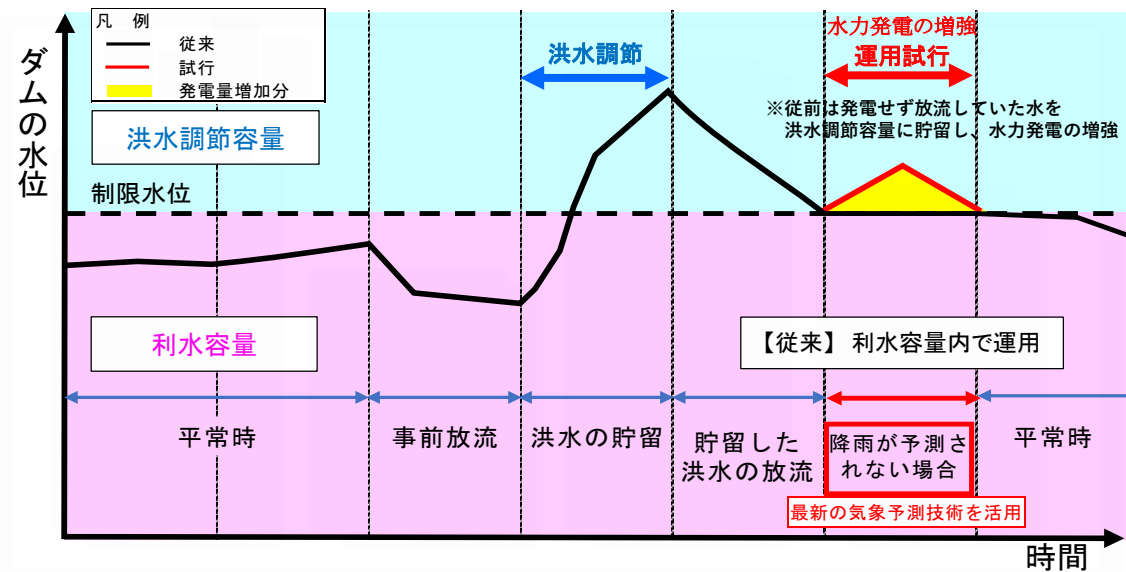 凡 例
従来
試行
発電量増加分
ダムの水位
洪水調節容量
制限水位
洪水調節
水力発電の増強
運用試行
※従前は発電せず放流していた水を
洪水調節容量に貯留し、水力発電の増強
利水容量
【従来】 利水容量内で運用
平常時
事前放流
洪水の貯留
貯留した
洪水の放流
降雨が予測さ
れない場合
平常時
最新の気象予測技術を活用
時間